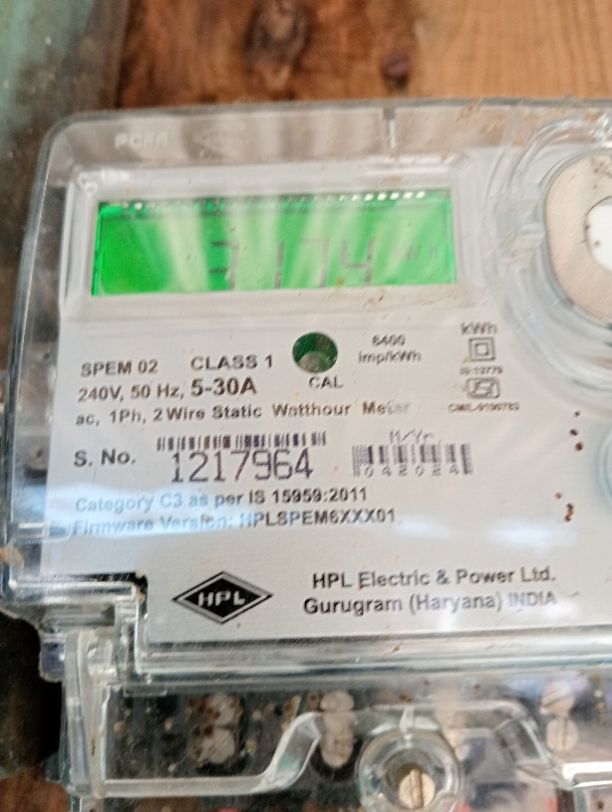 3174
SPEM 02 CLASS 1
6400 imp/kWh
kWh
CAL
240V, 50 Hz, 5-30A
IS:13779
ac, 1Ph, 2 Wire Static Watthour Meter
S. No. 1217964
M/Yr.
042024
Category C3 as per IS 15959:2011
Firmware Version: HPLSPEM6XXX01
HPL
HPL Electric & Power Ltd.
Gurugram (Haryana) INDIA